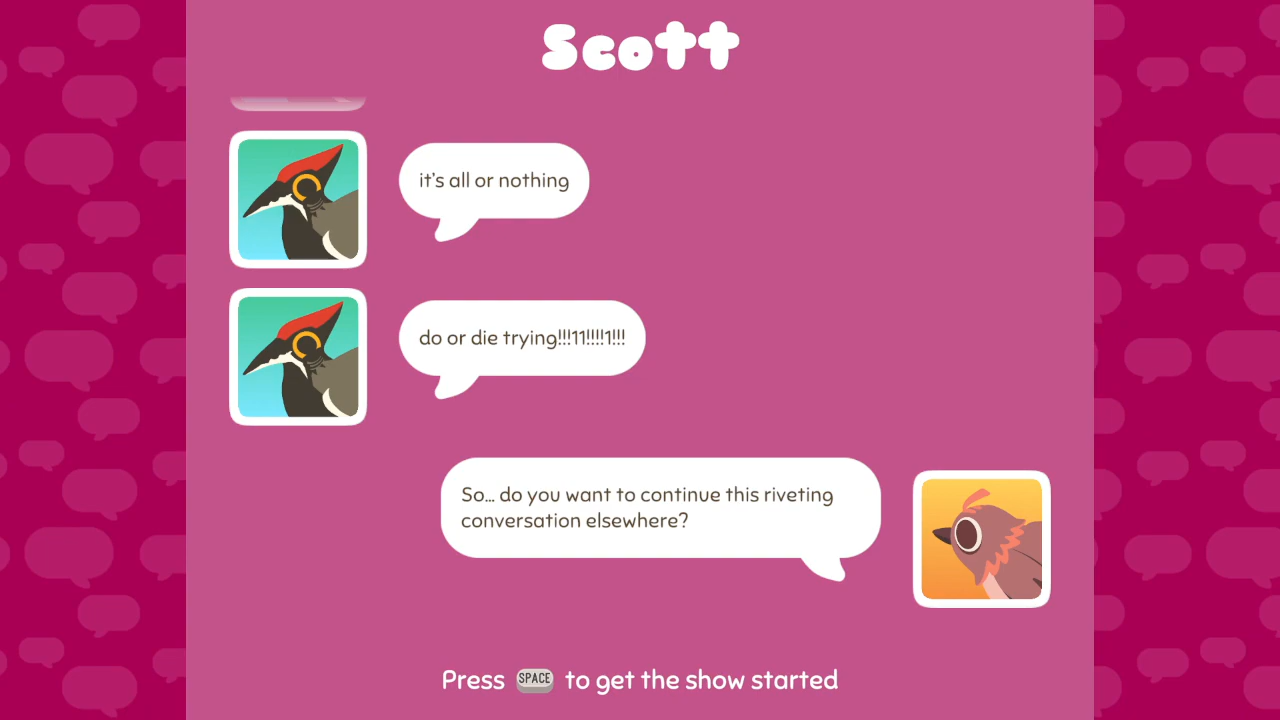 Scott
it's all or nothing
do or die trying!!!11!!!!1!!!
So... do you want to continue this riveting
conversation elsewhere?
Press SPACE to get the show started